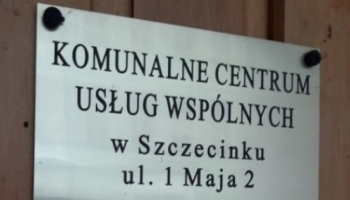 KOMUNALNE CENTRUM
USŁUG WSPÓLNYCH
w Szczecinku
ul. 1 Maja 2